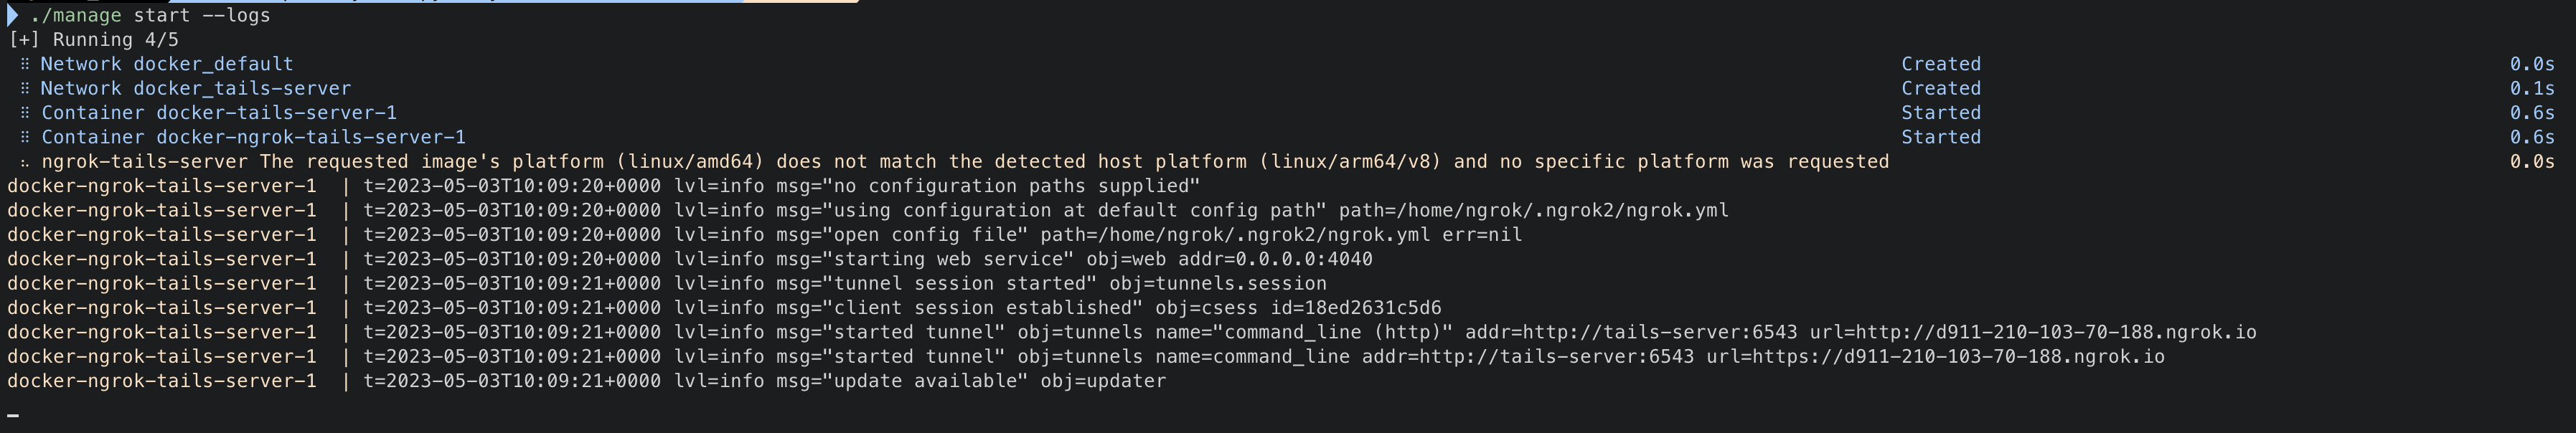 ./manage start --logs
[+] Running 4/5
⠿ Network docker_default Created 0.0s
⠿ Network docker_tails-server Created 0.1s
⠿ Container docker-tails-server-1 Started 0.6s
⠿ Container docker-ngrok-tails-server-1 Started 0.6s
ngrok-tails-server The requested image's platform (linux/amd64) does not match the detected host platform (linux/arm64/v8) and no specific platform was requested 0.0s
docker-ngrok-tails-server-1 | t=2023-05-03T10:09:20+0000 lvl=info msg="no configuration paths supplied"
docker-ngrok-tails-server-1 | t=2023-05-03T10:09:20+0000 lvl=info msg="using configuration at default config path" path=/home/ngrok/.ngrok2/ngrok.yml
docker-ngrok-tails-server-1 | t=2023-05-03T10:09:20+0000 lvl=info msg="open config file" path=/home/ngrok/.ngrok2/ngrok.yml err=nil
docker-ngrok-tails-server-1 | t=2023-05-03T10:09:20+0000 lvl=info msg="starting web service" obj=web addr=0.0.0.0:4040
docker-ngrok-tails-server-1 | t=2023-05-03T10:09:21+0000 lvl=info msg="tunnel session started" obj=tunnels.session
docker-ngrok-tails-server-1 | t=2023-05-03T10:09:21+0000 lvl=info msg="client session established" obj=csess id=18ed2631c5d6
docker-ngrok-tails-server-1 | t=2023-05-03T10:09:21+0000 lvl=info msg="started tunnel" obj=tunnels name="command_line (http)" addr=http://tails-server:6543 url=http://d911-210-103-70-188.ngrok.io
docker-ngrok-tails-server-1 | t=2023-05-03T10:09:21+0000 lvl=info msg="started tunnel" obj=tunnels name=command_line addr=http://tails-server:6543 url=https://d911-210-103-70-188.ngrok.io
docker-ngrok-tails-server-1 | t=2023-05-03T10:09:21+0000 lvl=info msg="update available" obj=updater